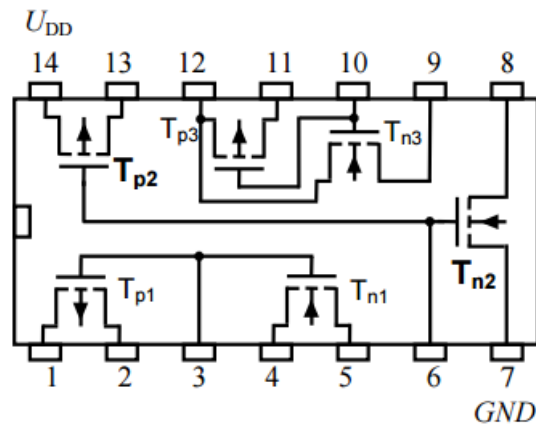 U_DD
14 13 12 11 10 9 8
T_p3 T_n3
T_p2
T_n2
T_p1 T_n1
1 2 3 4 5 6 7
GND